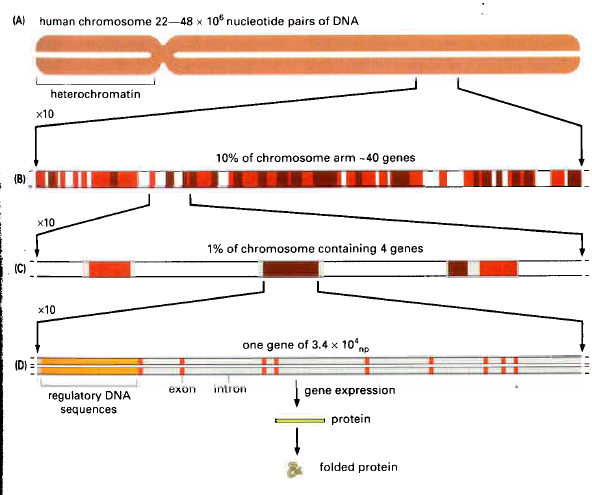 (A) human chromosome 22—48 × 10⁶ nucleotide pairs of DNA
heterochromatin
×10
10% of chromosome arm ~40 genes
(B)
×10
1% of chromosome containing 4 genes
(C)
×10
one gene of 3.4 × 10⁴ np
(D)
regulatory DNA
sequences
exon
intron
gene expression
protein
folded protein